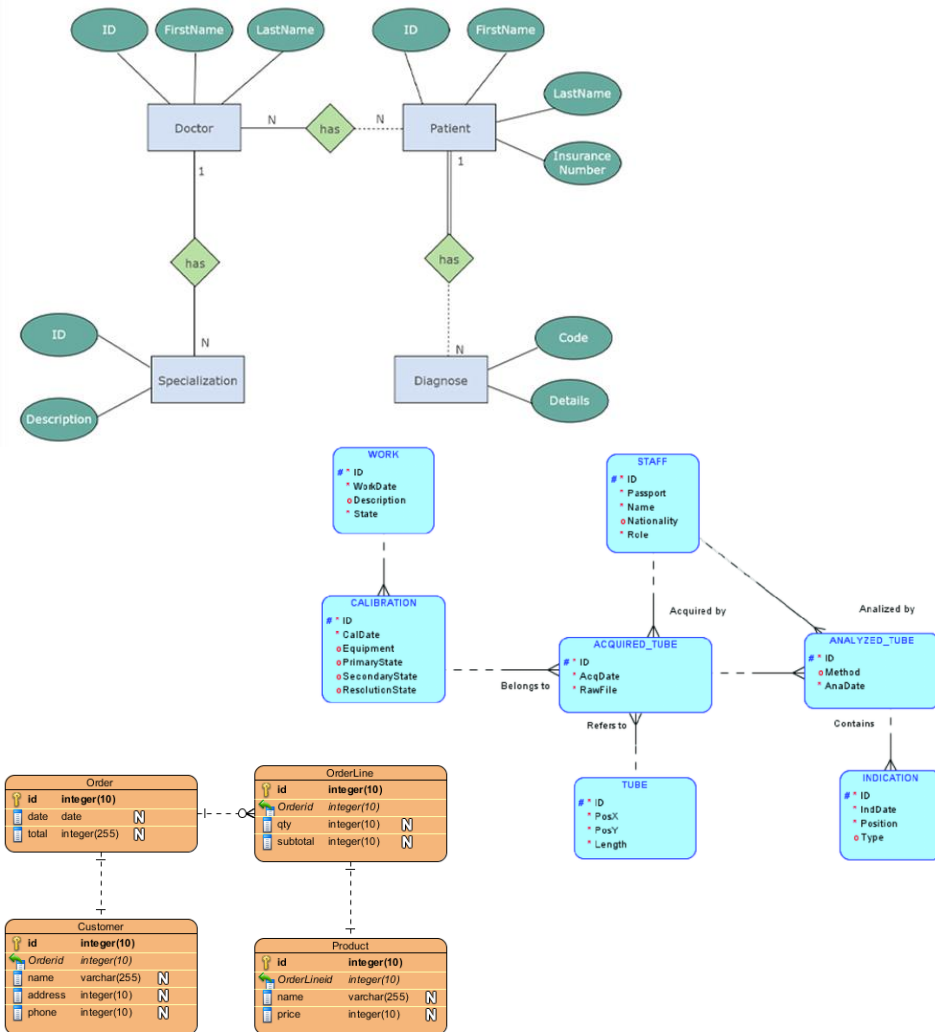 ID
FirstName
LastName
ID
FirstName
LastName
Insurance
Number
Doctor
N
has
N
Patient
1
1
has
has
ID
N
N
Code
Specialization
Diagnose
Description
Details
WORK
# * ID
* WorkDate
o Description
* State
STAFF
# * ID
* Passport
* Name
o Nationality
* Role
CALIBRATION
# * ID
* CalDate
o Equipment
o PrimaryState
o SecondaryState
o ResolutionState
Acquired by
Analized by
ACQUIRED_TUBE
# * ID
* AcqDate
* RawFile
ANALYZED_TUBE
# * ID
o Method
* AnaDate
Belongs to
Refers to
Contains
TUBE
# * ID
* PosX
* PosY
* Length
INDICATION
# * ID
* IndDate
* Position
o Type
Order
id integer(10)
date date N
total integer(255) N
OrderLine
id integer(10)
Orderid integer(10)
qty integer(10) N
subtotal integer(10) N
Customer
id integer(10)
Orderid integer(10)
name varchar(255) N
address integer(10) N
phone integer(10) N
Product
id integer(10)
OrderLineid integer(10)
name varchar(255) N
price integer(10) N